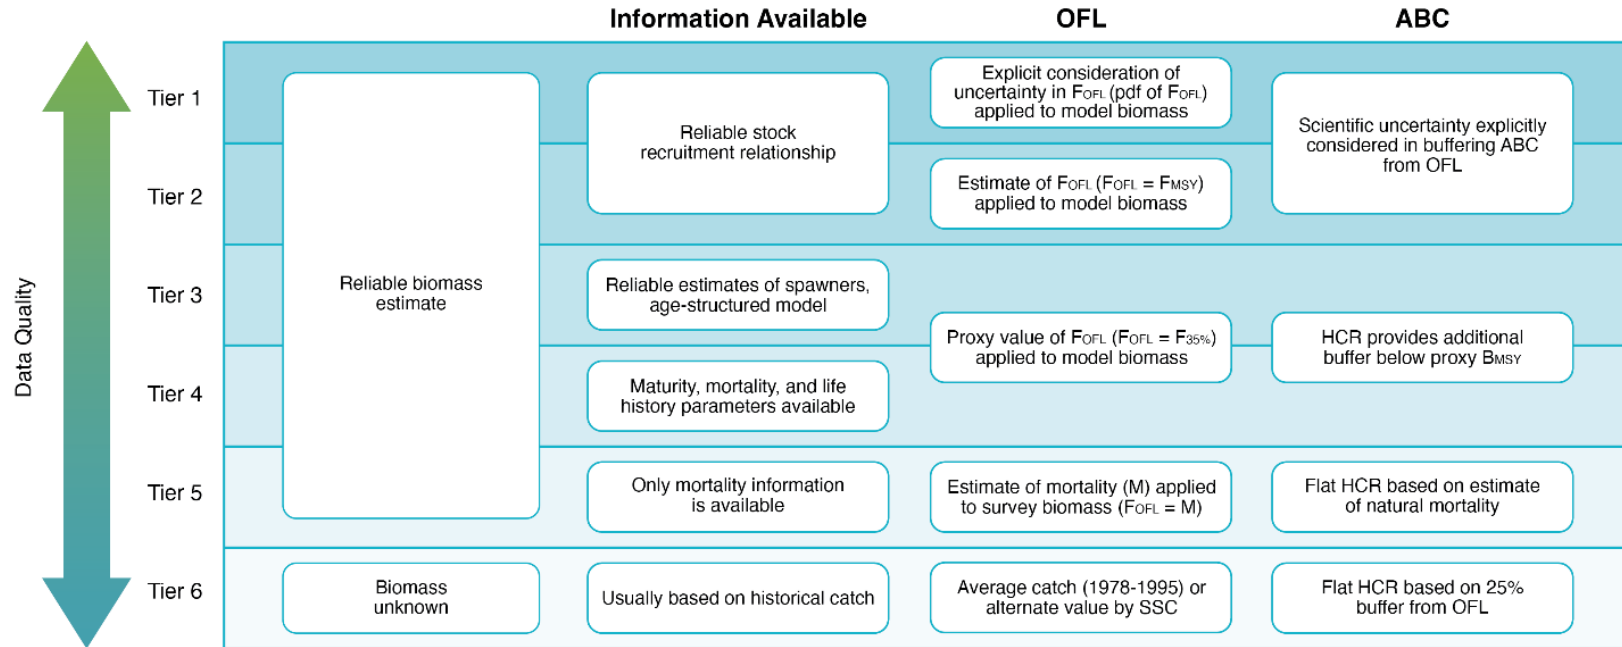 Information Available
OFL
ABC
Data Quality
Tier 1
Tier 2
Tier 3
Tier 4
Tier 5
Tier 6
Reliable biomass
estimate
Biomass
unknown
Reliable stock
recruitment relationship
Reliable estimates of spawners,
age-structured model
Maturity, mortality, and life
history parameters available
Only mortality information
is available
Usually based on historical catch
Explicit consideration of
uncertainty in FOFL (pdf of FOFL)
applied to model biomass
Estimate of FOFL (FOFL = FMSY)
applied to model biomass
Proxy value of FOFL (FOFL = F35%)
applied to model biomass
Estimate of mortality (M) applied
to survey biomass (FOFL = M)
Average catch (1978-1995) or
alternate value by SSC
Scientific uncertainty explicitly
considered in buffering ABC
from OFL
HCR provides additional
buffer below proxy BMSY
Flat HCR based on estimate
of natural mortality
Flat HCR based on 25%
buffer from OFL